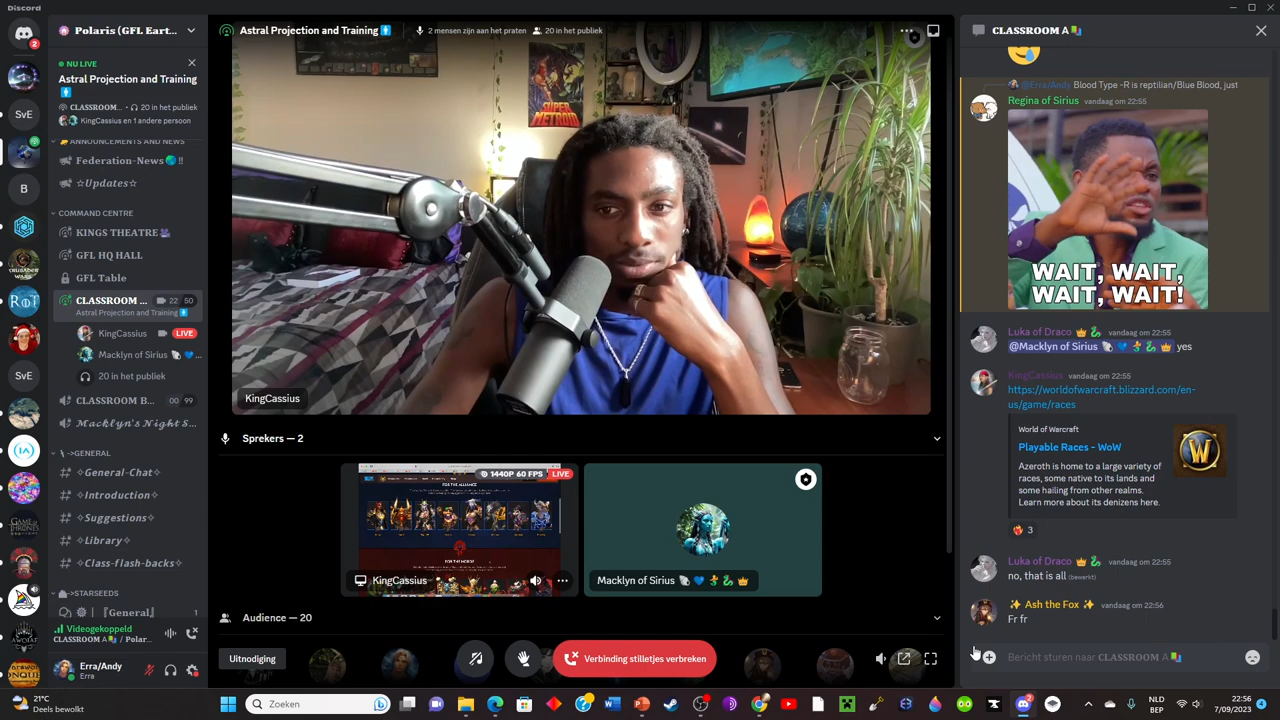 Discord
2
Polaris (GFL Eart...
NU LIVE
Astral Projection and Training
CLASSROOM... 20 in het publiek
KingCassius en 1 andere persoon
ANNOUNCEMENTS AND NEWS
Federation-News !!
☆Updates☆
COMMAND CENTRE
KINGS THEATRE
GFL HQ HALL
GFL Table
CLASSROOM ... 22 50
Astral Projection and Training
KingCassius LIVE
Macklyn of Sirius ...
20 in het publiek
CLASSROOM B... 00 99
Macklyn's Night S...
->GENERAL
✧General-Chat✧
✧Introduction✧
✧Suggestions✧
✧Library✧
✧Class-flash-backs✧
->STARSEEDS
『General』 1
Videogekoppeld
CLASSROOM A / Polar...
Erra/Andy
Erra
SvE
B
SvE
Astral Projection and Training
2 mensen zijn aan het praten 20 in het publiek
SUPER
METROID
KingCassius
Sprekers — 2
1440P 60 FPS LIVE
FOR THE ALLIANCE
FOR THE HORDE
KingCassius
Macklyn of Sirius
Audience — 20
Uitnodiging
Verbinding stilletjes verbreken
CLASSROOM A
@Erra/Andy Blood Type -R is reptilian/Blue Blood, just
Regina of Sirius vandaag om 22:55
WAIT, WAIT,
WAIT, WAIT!
Luka of Draco vandaag om 22:55
@Macklyn of Sirius yes
KingCassius vandaag om 22:55
https://worldofwarcraft.blizzard.com/en-
us/game/races
World of Warcraft
Playable Races - WoW
Azeroth is home to a large variety of
races, some native to its lands and
some hailing from other realms.
Learn more about its denizens here.
3
Luka of Draco vandaag om 22:55
no, that is all (bewerkt)
Ash the Fox vandaag om 22:56
Fr fr
Bericht sturen naar CLASSROOM A
21°C
Deels bewolkt
Zoeken
NLD
BEP
22:56
7/09/2023